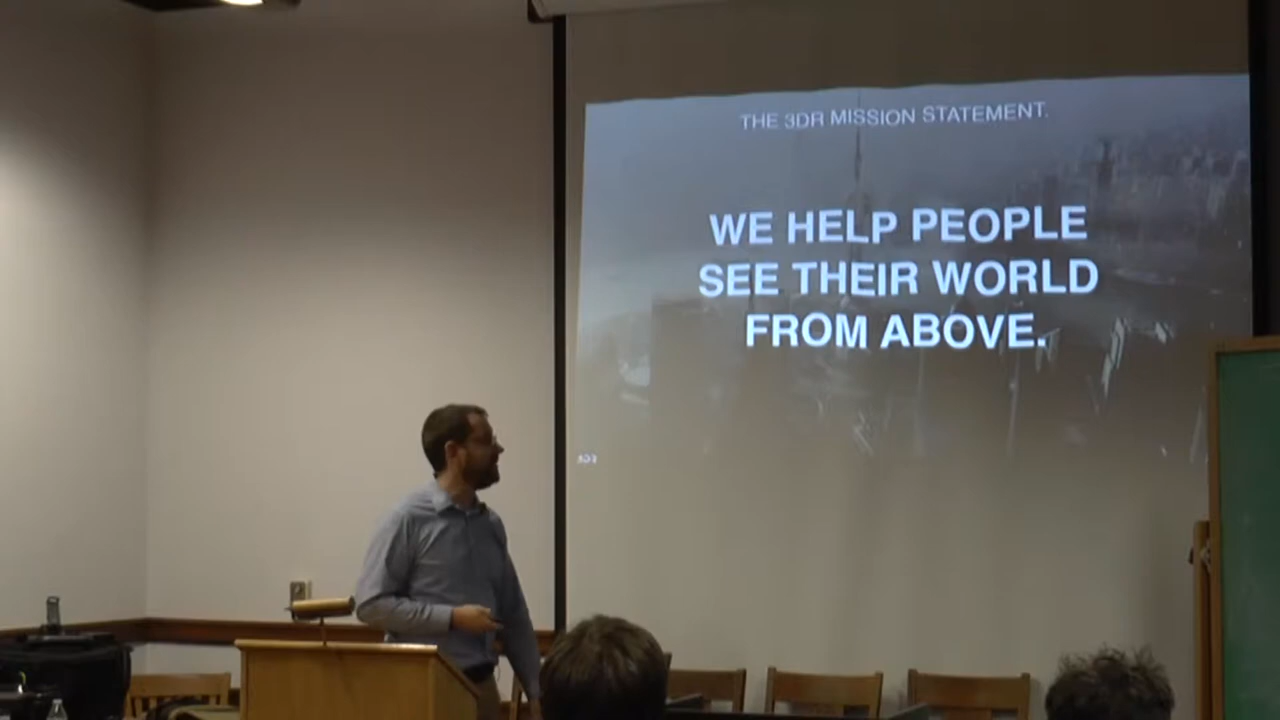 THE 3DR MISSION STATEMENT.
WE HELP PEOPLE
SEE THEIR WORLD
FROM ABOVE.